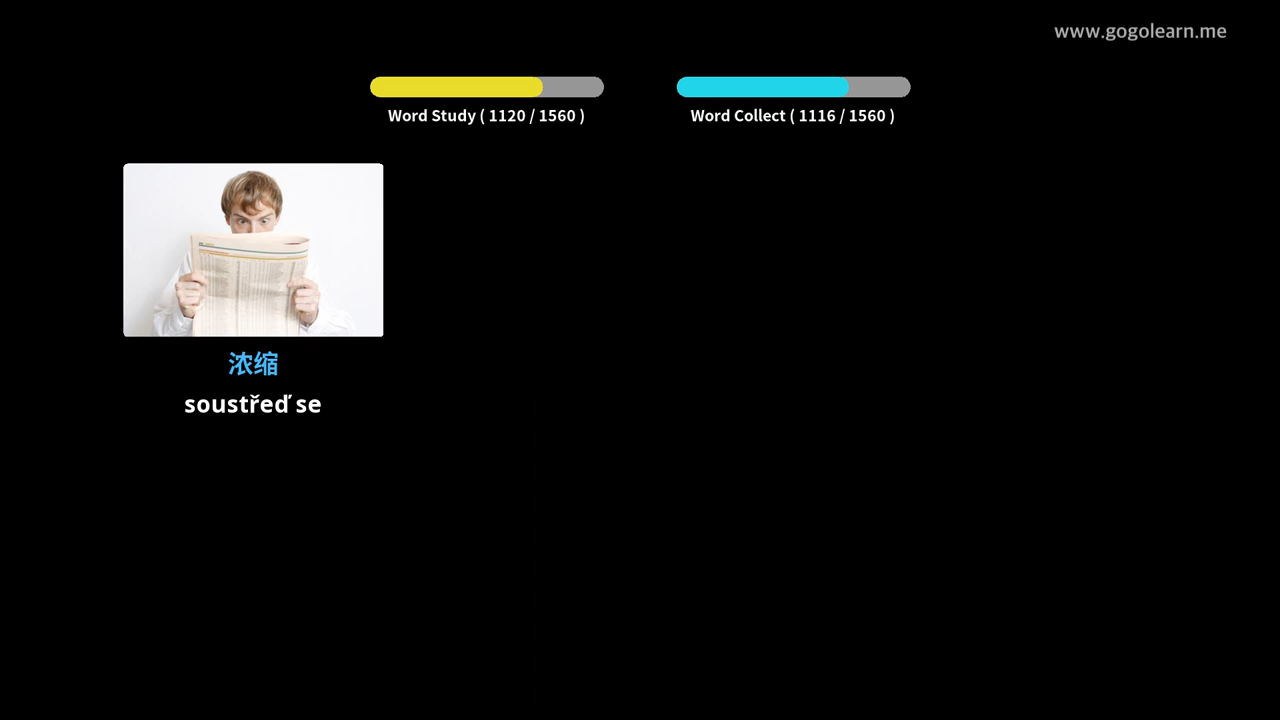 www.gogolearn.me
Word Study ( 1120 / 1560 )
Word Collect ( 1116 / 1560 )
浓缩
soustřeď se